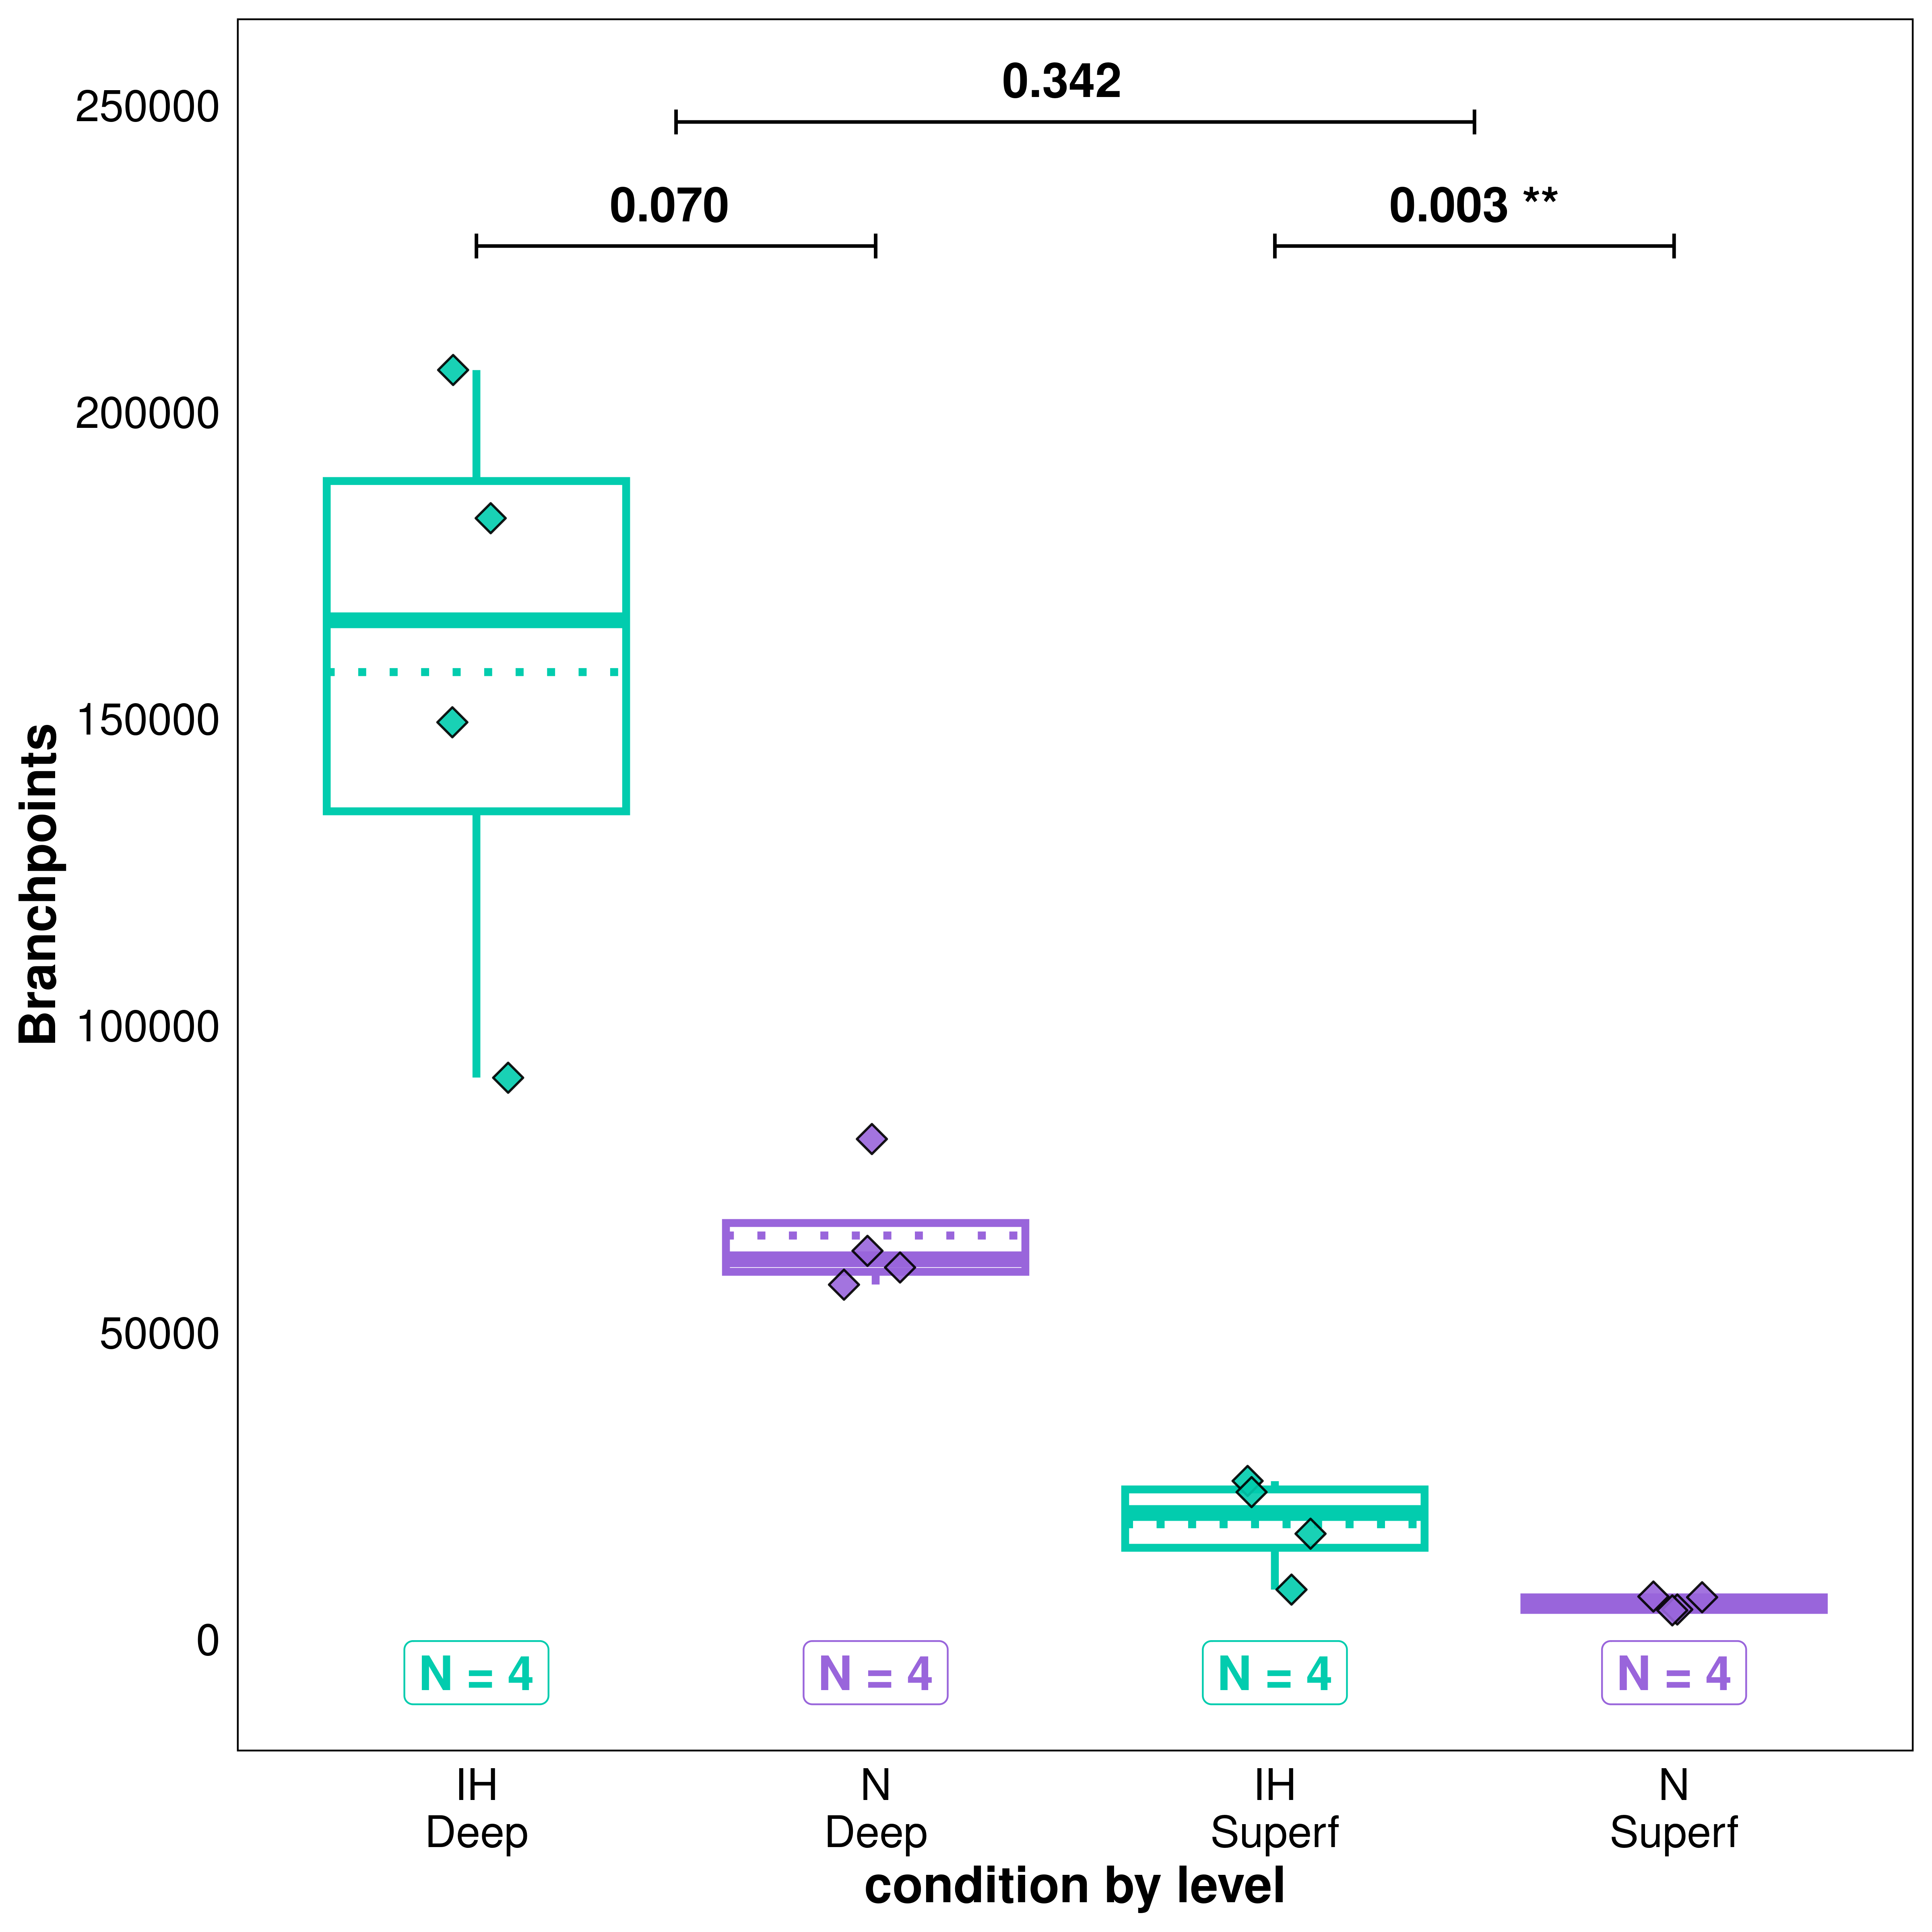 0.342
0.070
0.003 **
250000
200000
150000
100000
50000
0
Branchpoints
N = 4
N = 4
N = 4
N = 4
IH
Deep
N
Deep
IH
Superf
N
Superf
condition by level